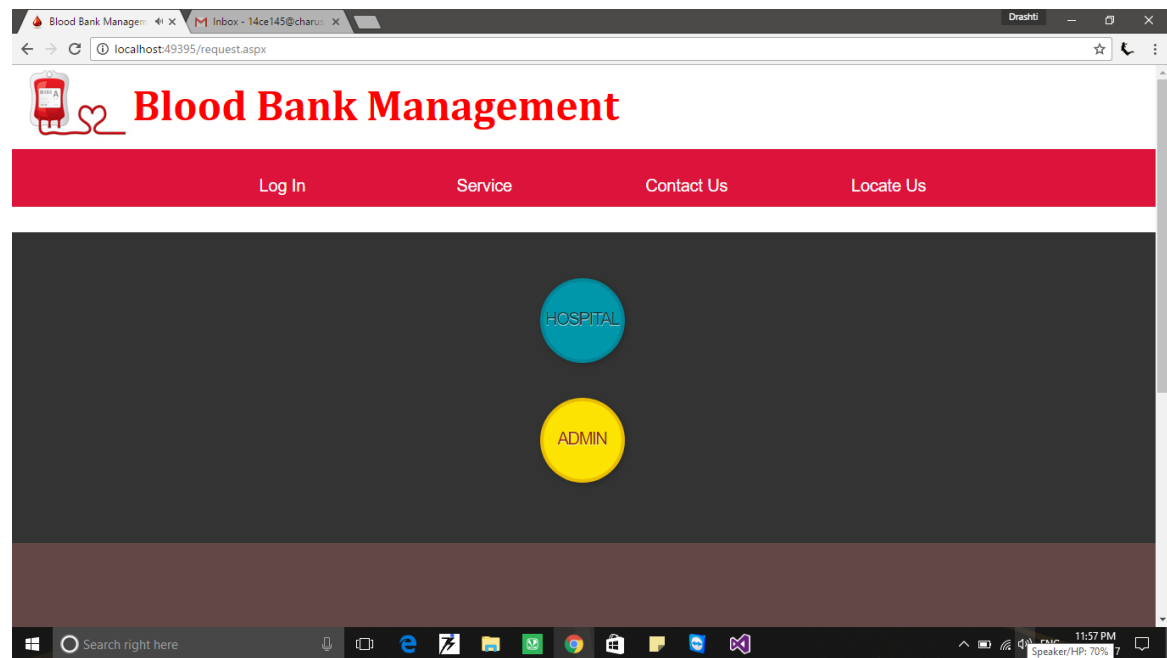 Blood Bank Managem
Inbox - 14ce145@charus
Drashti
localhost:49395/request.aspx
Blood Bank Management
Log In Service Contact Us Locate Us
HOSPITAL
ADMIN
Search right here
11:57 PM
Speaker/HP: 70% 7